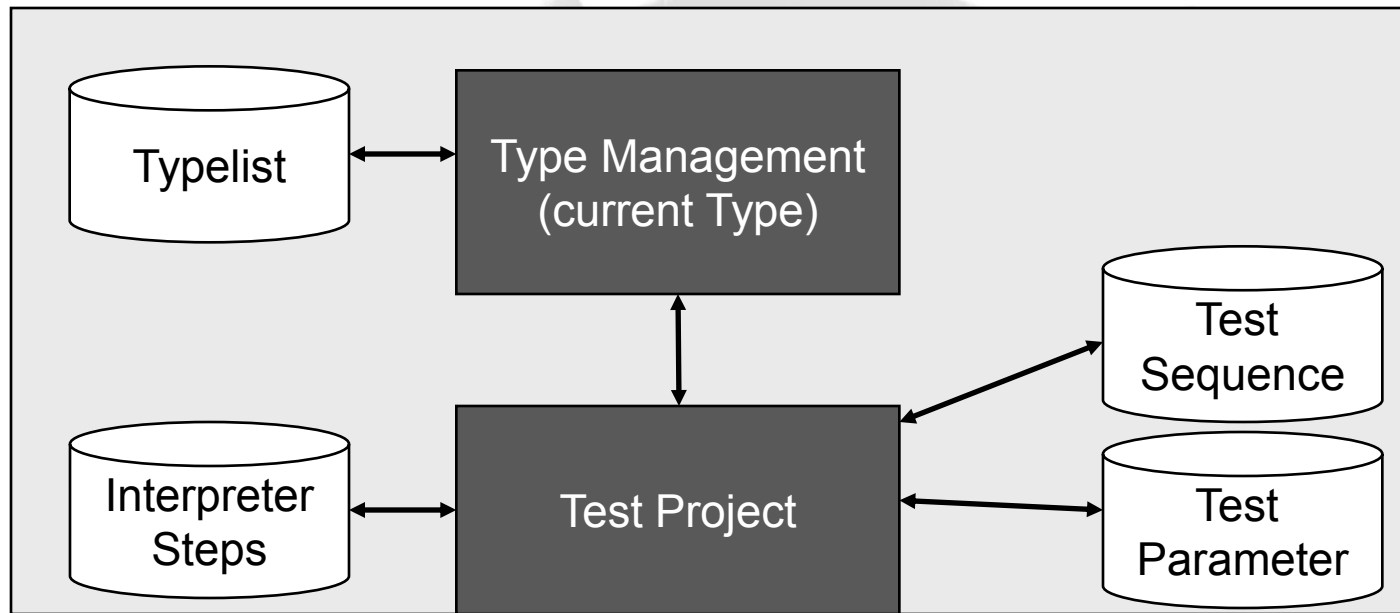 Typelist
Type Management
(current Type)
Test
Sequence
Interpreter
Steps
Test Project
Test
Parameter